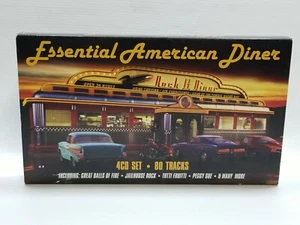 Essential American Diner
Rock It Diner
4CD SET • 80 TRACKS
INCLUDING: GREAT BALLS OF FIRE • JAILHOUSE ROCK • TUTTI FRUTTI • PEGGY SUE • & MANY MORE